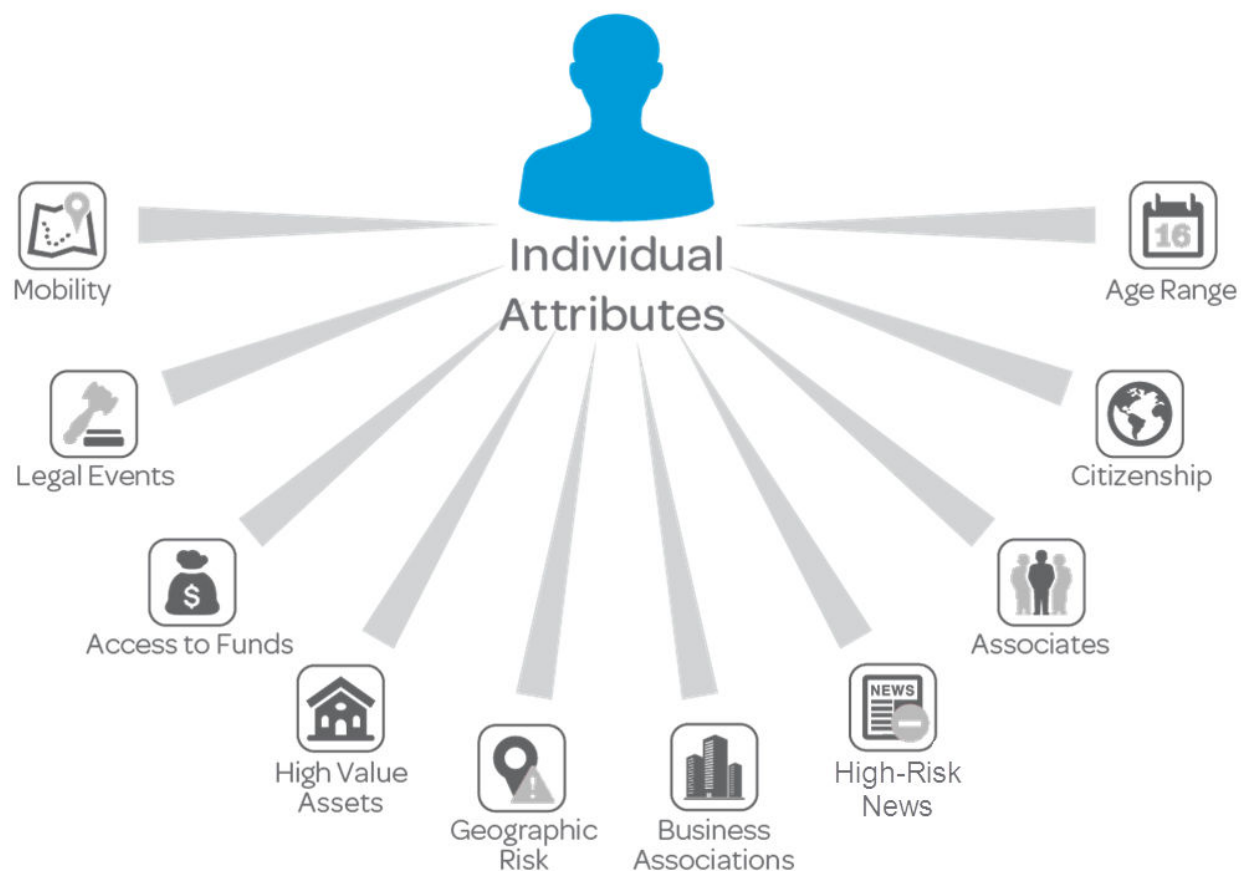 Individual
Attributes
Mobility
Legal Events
Access to Funds
$
High Value
Assets
Geographic
Risk
!
Business
Associations
NEWS
High-Risk
News
Associates
Citizenship
16
Age Range